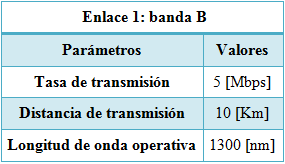 Enlace 1: banda B
Parámetros Valores
Tasa de transmisión 5 [Mbps]
Distancia de transmisión 10 [Km]
Longitud de onda operativa 1300 [nm]